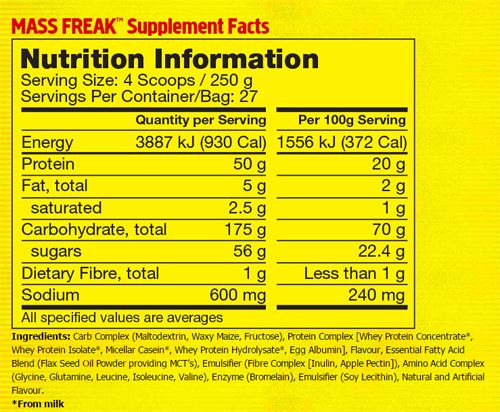 MASS FREAK™ Supplement Facts
Nutrition Information
Serving Size: 4 Scoops / 250 g
Servings Per Container/Bag: 27
Quantity per Serving Per 100g Serving
Energy 3887 kJ (930 Cal) 1556 kJ (372 Cal)
Protein 50 g 20 g
Fat, total 5 g 2 g
saturated 2.5 g 1 g
Carbohydrate, total 175 g 70 g
sugars 56 g 22.4 g
Dietary Fibre, total 1 g Less than 1 g
Sodium 600 mg 240 mg
All specified values are averages
Ingredients: Carb Complex (Maltodextrin, Waxy Maize, Fructose), Protein Complex [Whey Protein Concentrate*,
Whey Protein Isolate*, Micellar Casein*, Whey Protein Hydrolysate*, Egg Albumin], Flavour, Essential Fatty Acid
Blend (Flax Seed Oil Powder providing MCT's), Emulsifier (Fibre Complex [Inulin, Apple Pectin]), Amino Acid Complex
(Glycine, Glutamine, Leucine, Isoleucine, Valine), Enzyme (Bromelain), Emulsifier (Soy Lecithin), Natural and Artificial
Flavour.
*From milk